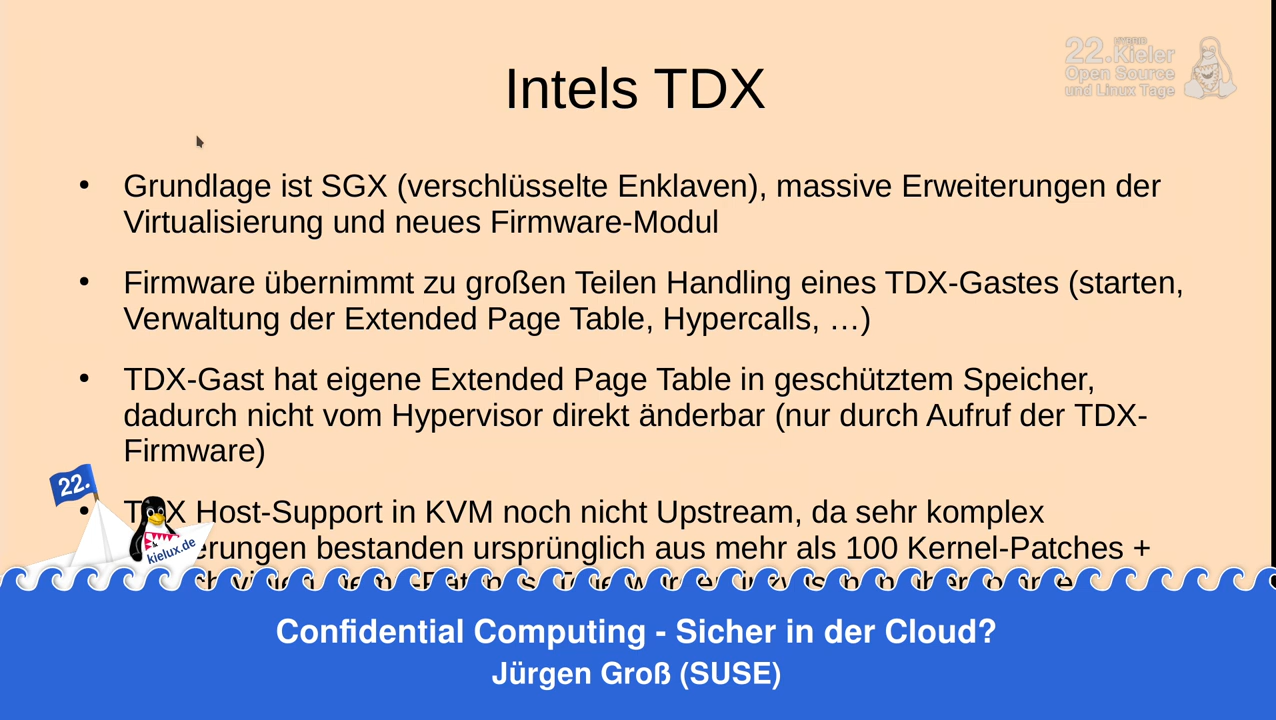 22.
HYBRID
Kieler
Open Source
und Linux Tage
Intels TDX
• Grundlage ist SGX (verschlüsselte Enklaven), massive Erweiterungen der
Virtualisierung und neues Firmware-Modul
• Firmware übernimmt zu großen Teilen Handling eines TDX-Gastes (starten,
Verwaltung der Extended Page Table, Hypercalls, …)
• TDX-Gast hat eigene Extended Page Table in geschütztem Speicher,
dadurch nicht vom Hypervisor direkt änderbar (nur durch Aufruf der TDX-
Firmware)
• TDX Host-Support in KVM noch nicht Upstream, da sehr komplex
bestanden ursprünglich aus mehr als 100 Kernel-Patches +
22.
kielux.de
Confidential Computing - Sicher in der Cloud?
Jürgen Groß (SUSE)